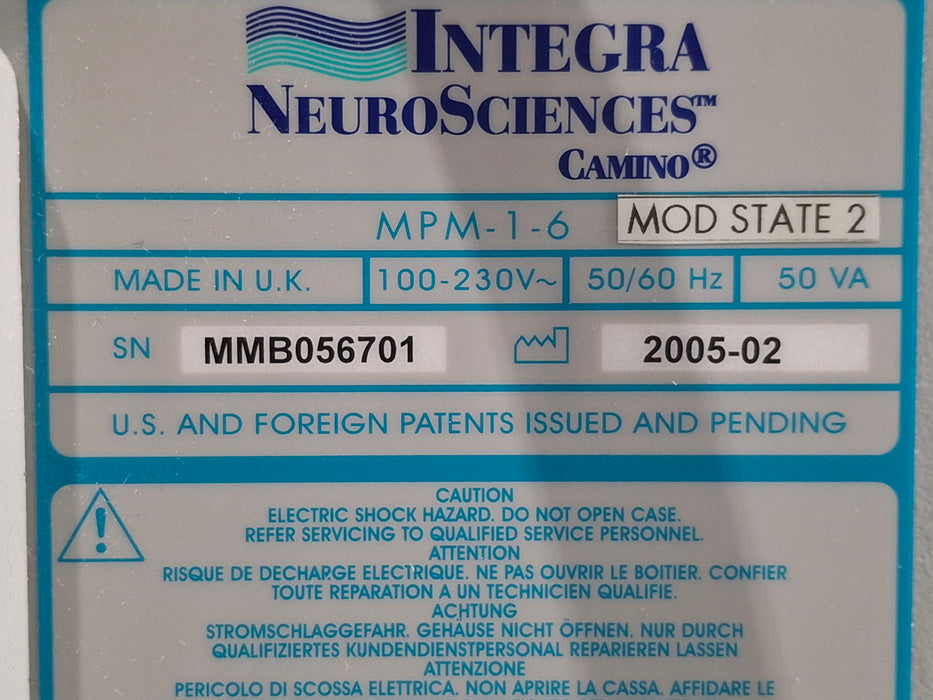 INTEGRA
NEUROSCIENCES™
CAMINO®
MPM-1-6 MOD STATE 2
MADE IN U.K. 100-230V~ 50/60 Hz 50 VA
SN MMB056701 2005-02
U.S. AND FOREIGN PATENTS ISSUED AND PENDING
CAUTION
ELECTRIC SHOCK HAZARD. DO NOT OPEN CASE.
REFER SERVICING TO QUALIFIED SERVICE PERSONNEL.
ATTENTION
RISQUE DE DECHARGE ELECTRIQUE. NE PAS OUVRIR LE BOITIER. CONFIER
TOUTE REPARATION A UN TECHNICIEN QUALIFIE.
ACHTUNG
STROMSCHLAGGEFAHR. GEHÄUSE NICHT ÖFFNEN. NUR DURCH
QUALIFIZIERTES KUNDENDIENSTPERSONAL REPARIEREN LASSEN
ATTENZIONE
PERICOLO DI SCOSSA ELETTRICA. NON APRIRE LA CASSA. AFFIDARE LE